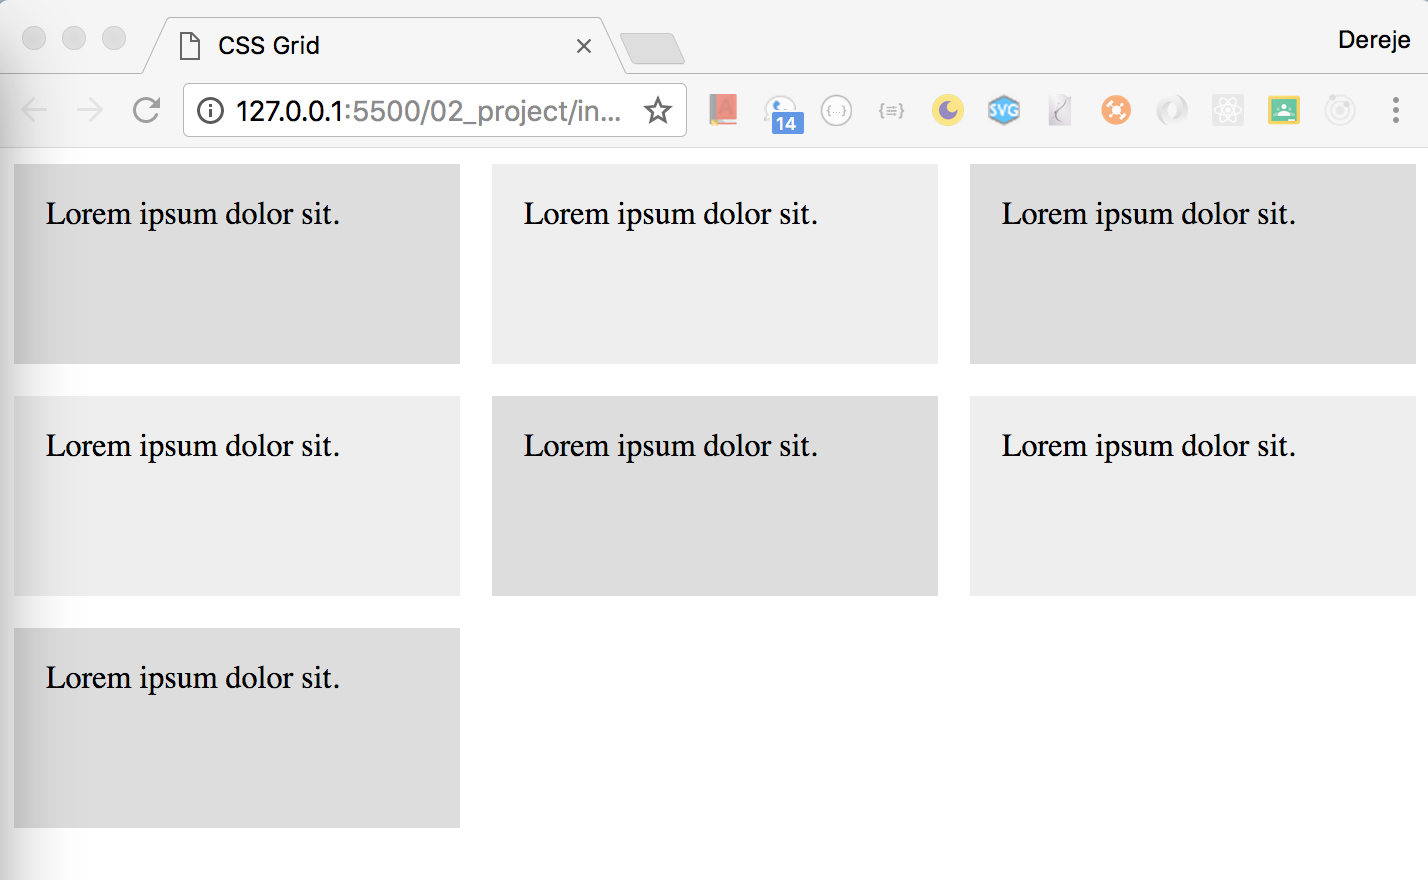 CSS Grid
Dereje
127.0.0.1:5500/02_project/in...
A
14
{...}
{≡}
SVG
Lorem ipsum dolor sit. Lorem ipsum dolor sit. Lorem ipsum dolor sit.
Lorem ipsum dolor sit. Lorem ipsum dolor sit. Lorem ipsum dolor sit.
Lorem ipsum dolor sit.